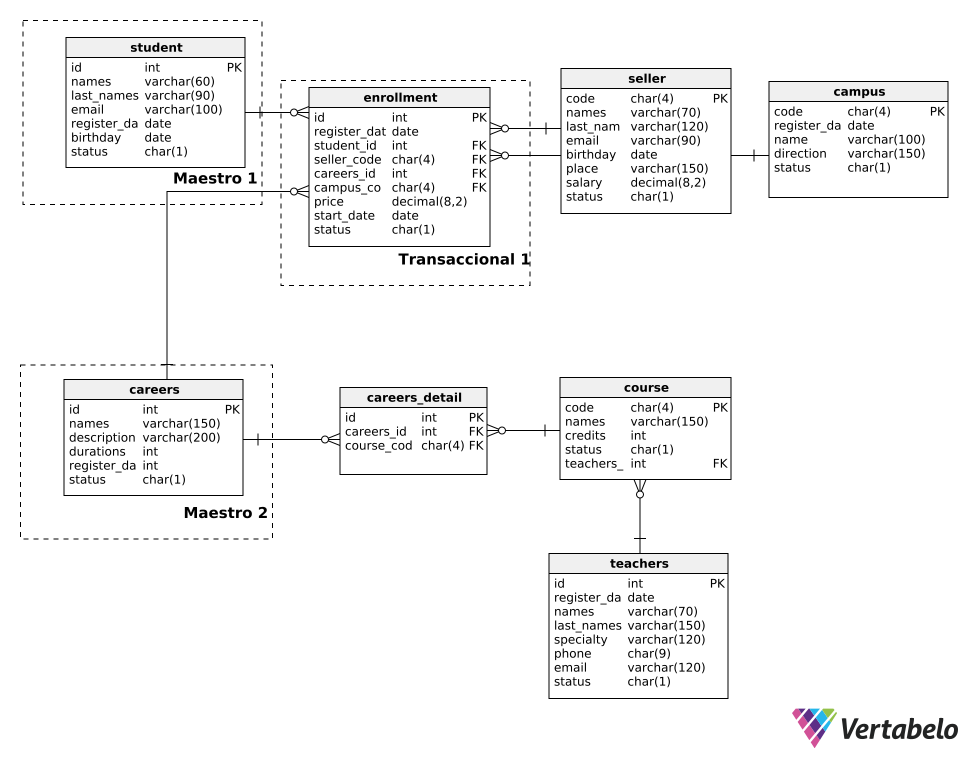 student
id int PK
names varchar(60)
last_names varchar(90)
email varchar(100)
register_da date
birthday date
status char(1)
Maestro 1
enrollment
id int PK
register_dat date
student_id int FK
seller_code char(4) FK
careers_id int FK
campus_co char(4) FK
price decimal(8,2)
start_date date
status char(1)
Transaccional 1
seller
code char(4) PK
names varchar(70)
last_nam varchar(120)
email varchar(90)
birthday date
place varchar(150)
salary decimal(8,2)
status char(1)
campus
code char(4) PK
register_da date
name varchar(100)
direction varchar(150)
status char(1)
careers
id int PK
names varchar(150)
description varchar(200)
durations int
register_da int
status char(1)
Maestro 2
careers_detail
id int PK
careers_id int FK
course_cod char(4) FK
course
code char(4) PK
names varchar(150)
credits int
status char(1)
teachers_ int FK
teachers
id int PK
register_da date
names varchar(70)
last_names varchar(150)
specialty varchar(120)
phone char(9)
email varchar(120)
status char(1)
Vertabelo